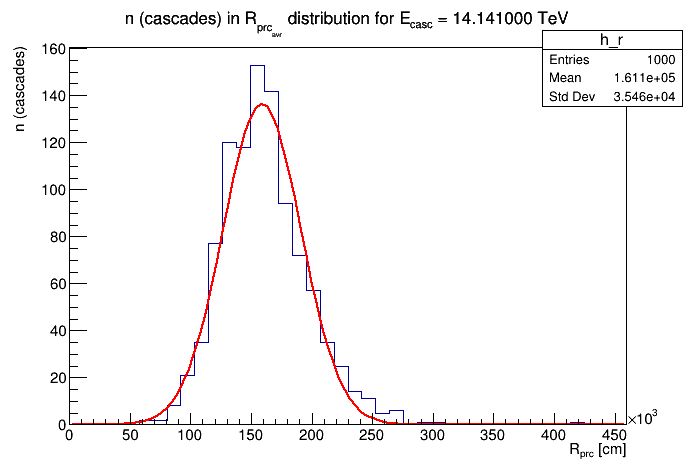 n (cascades) in R_prc_avr distribution for E_casc = 14.141000 TeV
h_r
Entries 1000
Mean 1.611e+05
Std Dev 3.546e+04
n (cascades)
160
140
120
100
80
60
40
20
0
0 50 100 150 200 250 300 350 400 450
×10³
R_prc [cm]